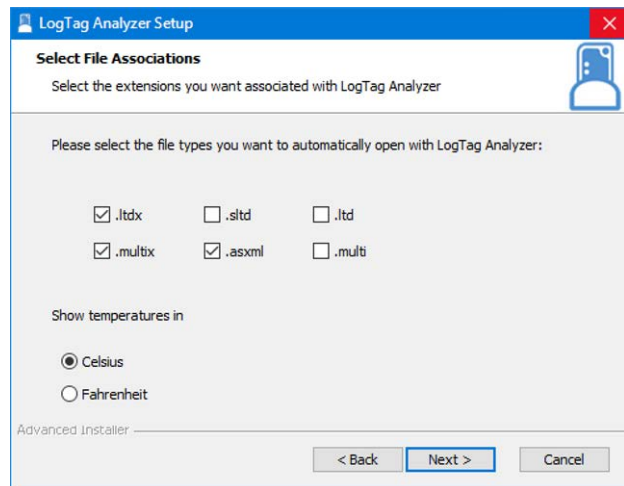 LogTag Analyzer Setup
Select File Associations
Select the extensions you want associated with LogTag Analyzer
Please select the file types you want to automatically open with LogTag Analyzer:
.ltdx .sltd .ltd
.multix .asxml .multi
Show temperatures in
Celsius
Fahrenheit
Advanced Installer
< Back Next > Cancel